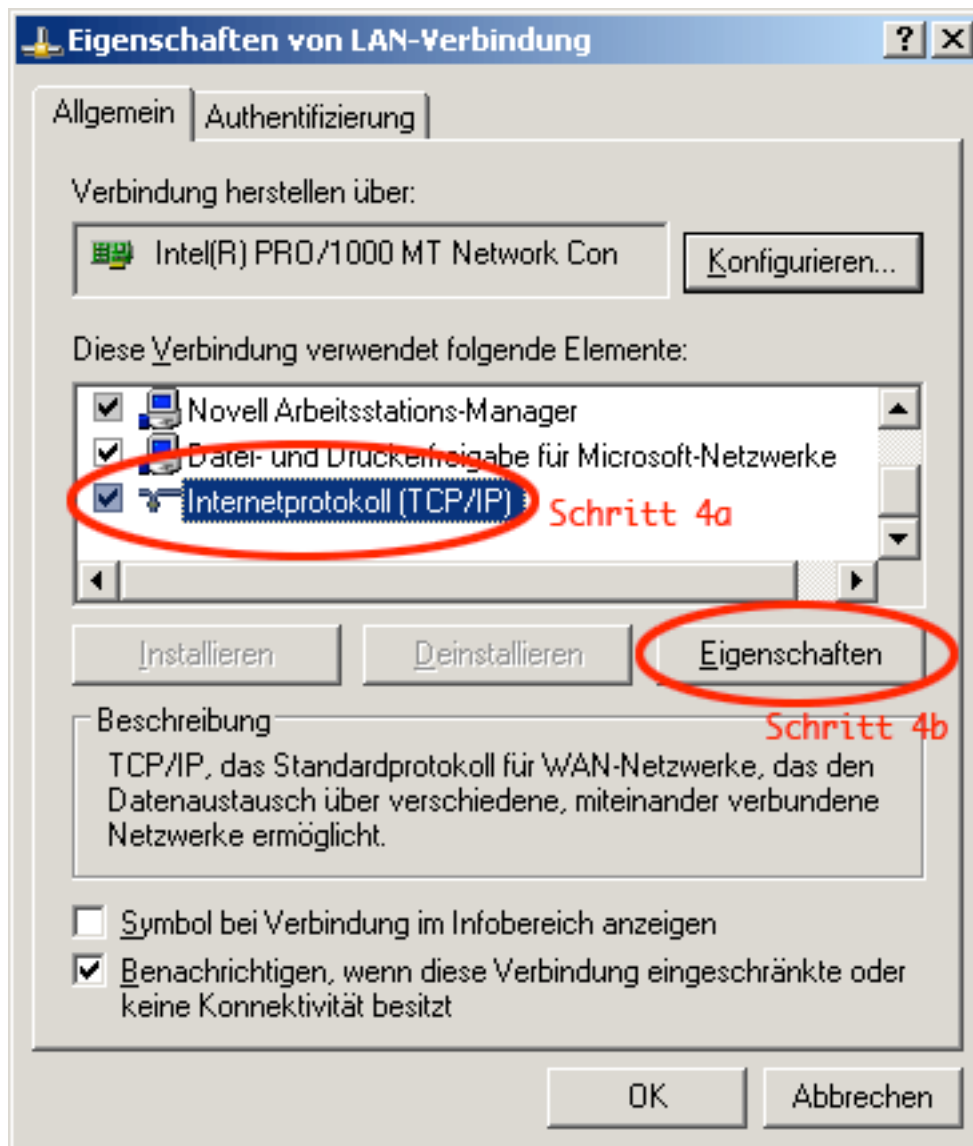 Eigenschaften von LAN-Verbindung
Allgemein
Authentifizierung
Verbindung herstellen über:
Intel(R) PRO/1000 MT Network Con
Konfigurieren...
Diese Verbindung verwendet folgende Elemente:
Novell Arbeitsstations-Manager
Datei- und Druckerfreigabe für Microsoft-Netzwerke
Internetprotokoll (TCP/IP)
Schritt 4a
Installieren
Deinstallieren
Eigenschaften
Schritt 4b
Beschreibung
TCP/IP, das Standardprotokoll für WAN-Netzwerke, das den
Datenaustausch über verschiedene, miteinander verbundene
Netzwerke ermöglicht.
Symbol bei Verbindung im Infobereich anzeigen
Benachrichtigen, wenn diese Verbindung eingeschränkte oder
keine Konnektivität besitzt
OK
Abbrechen